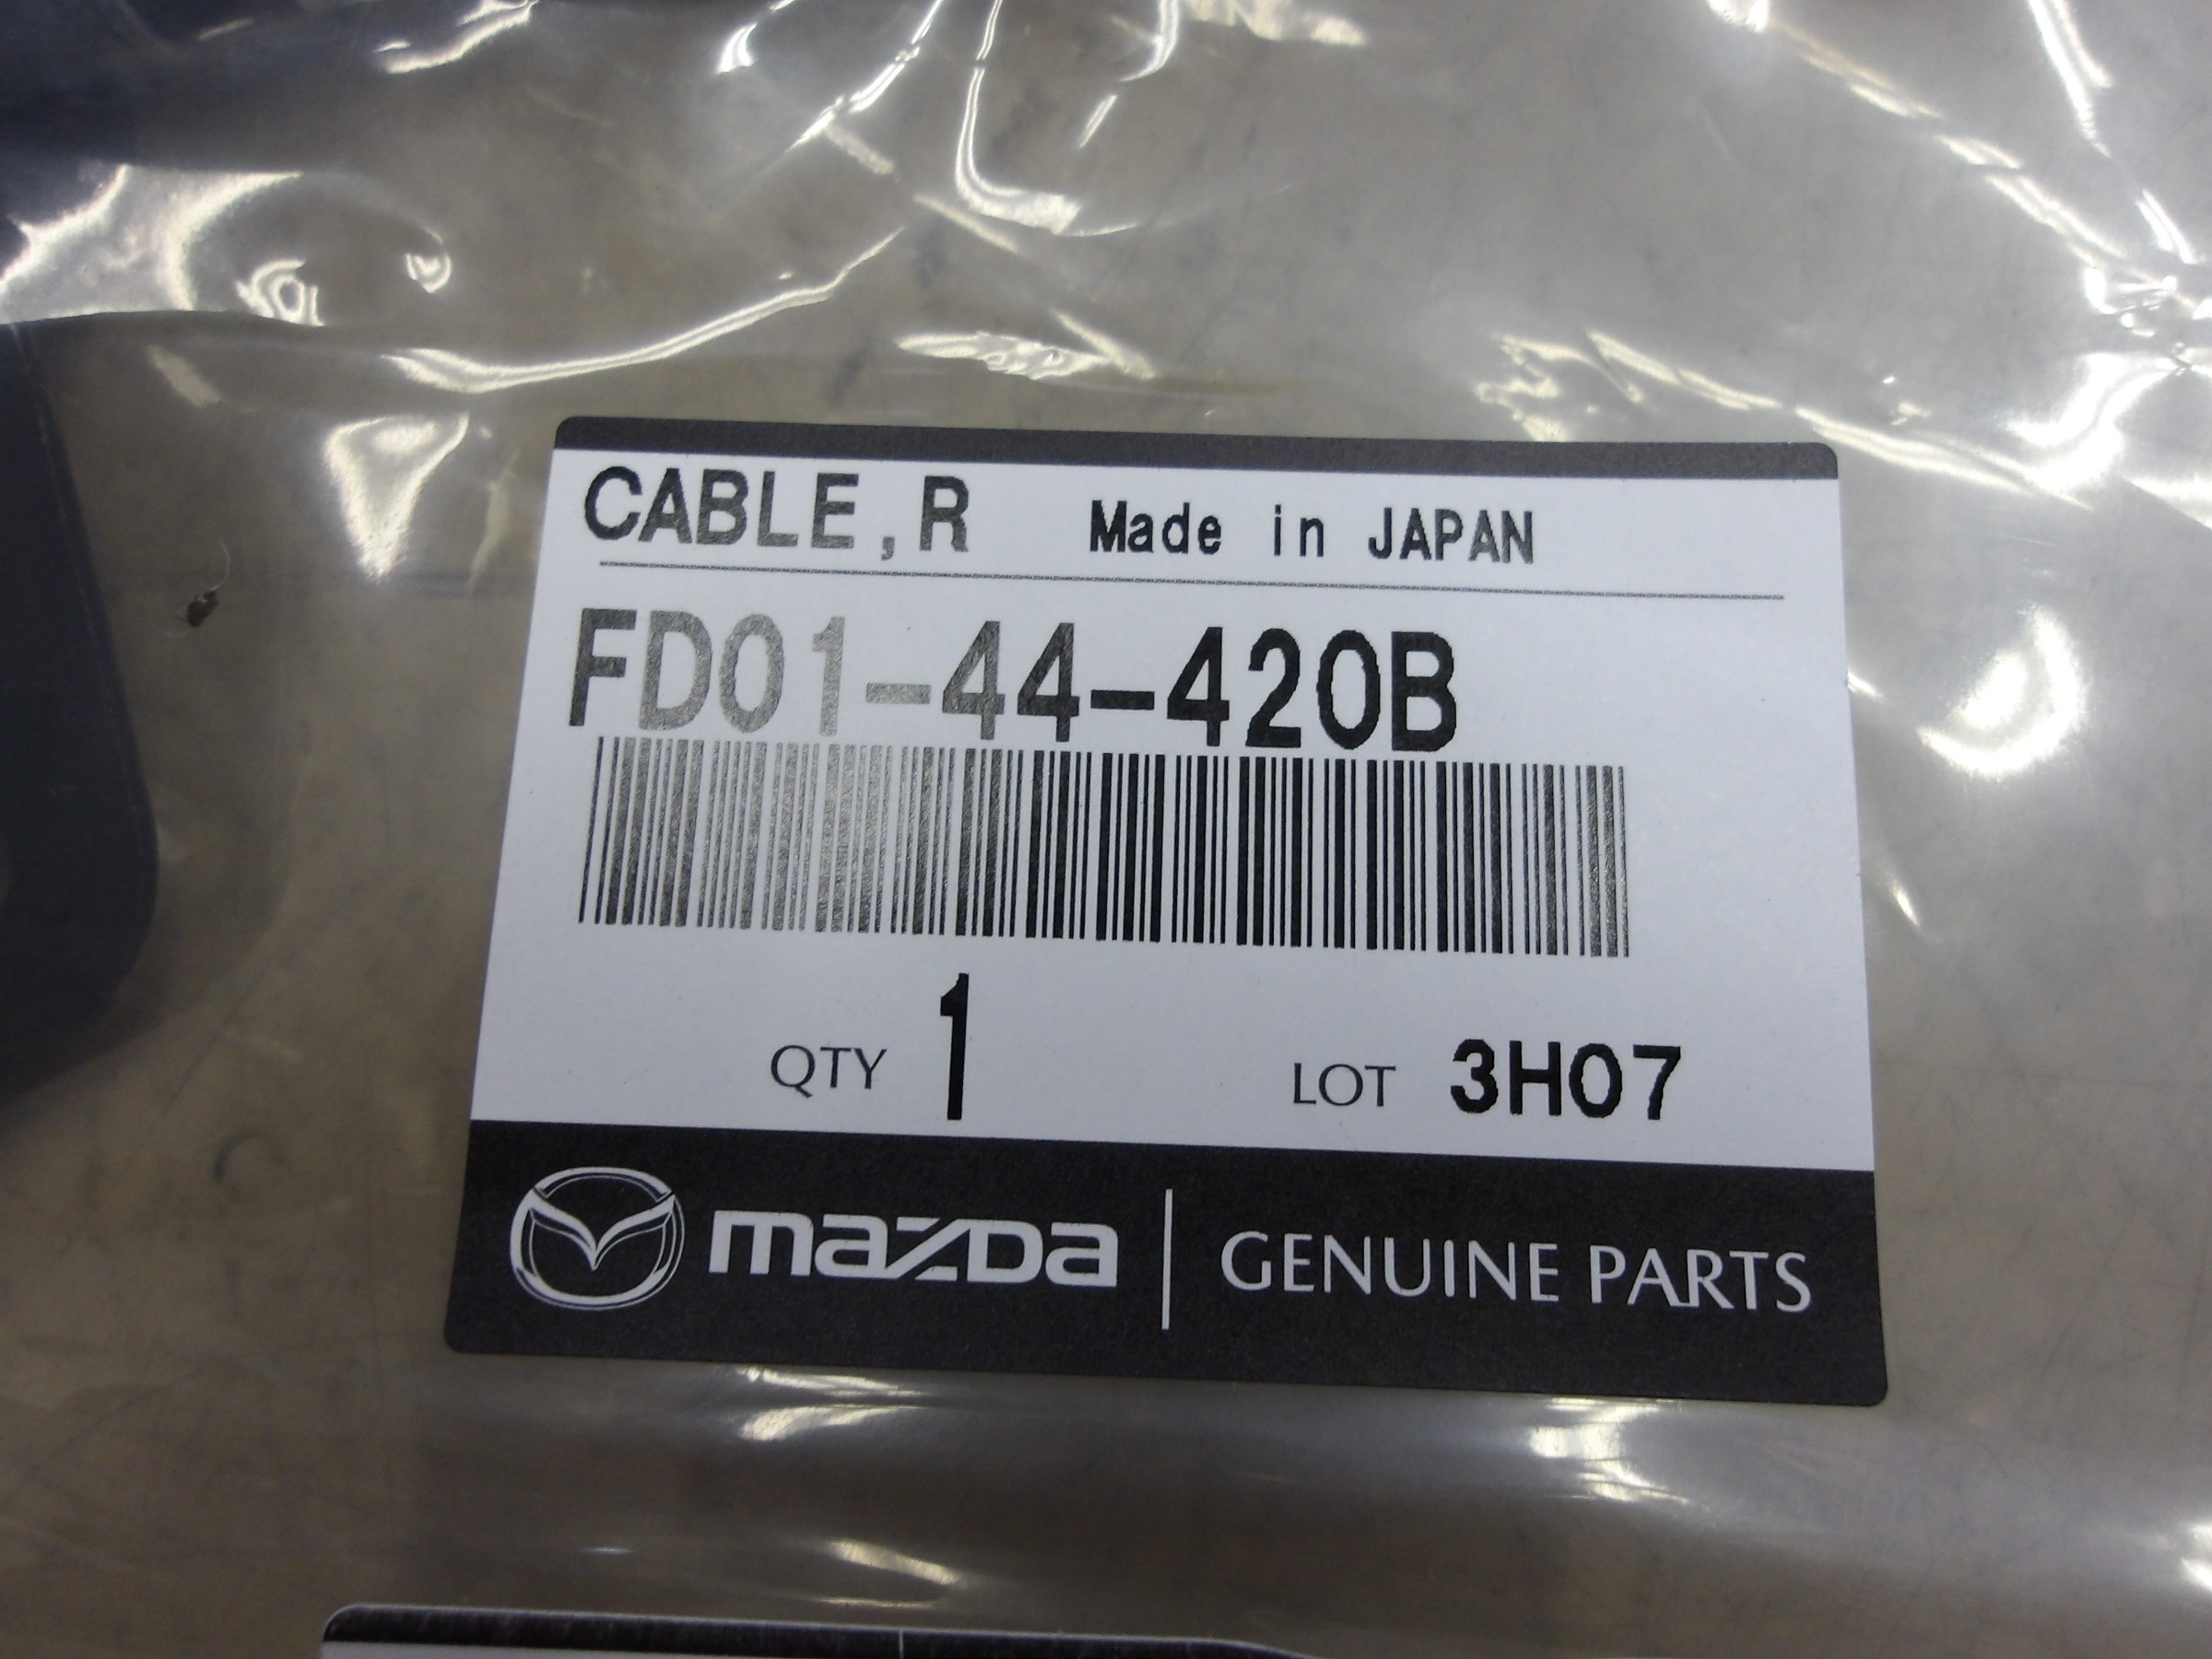 CABLE,R Made in JAPAN
FD01-44-420B
QTY 1 LOT 3H07
mazda GENUINE PARTS